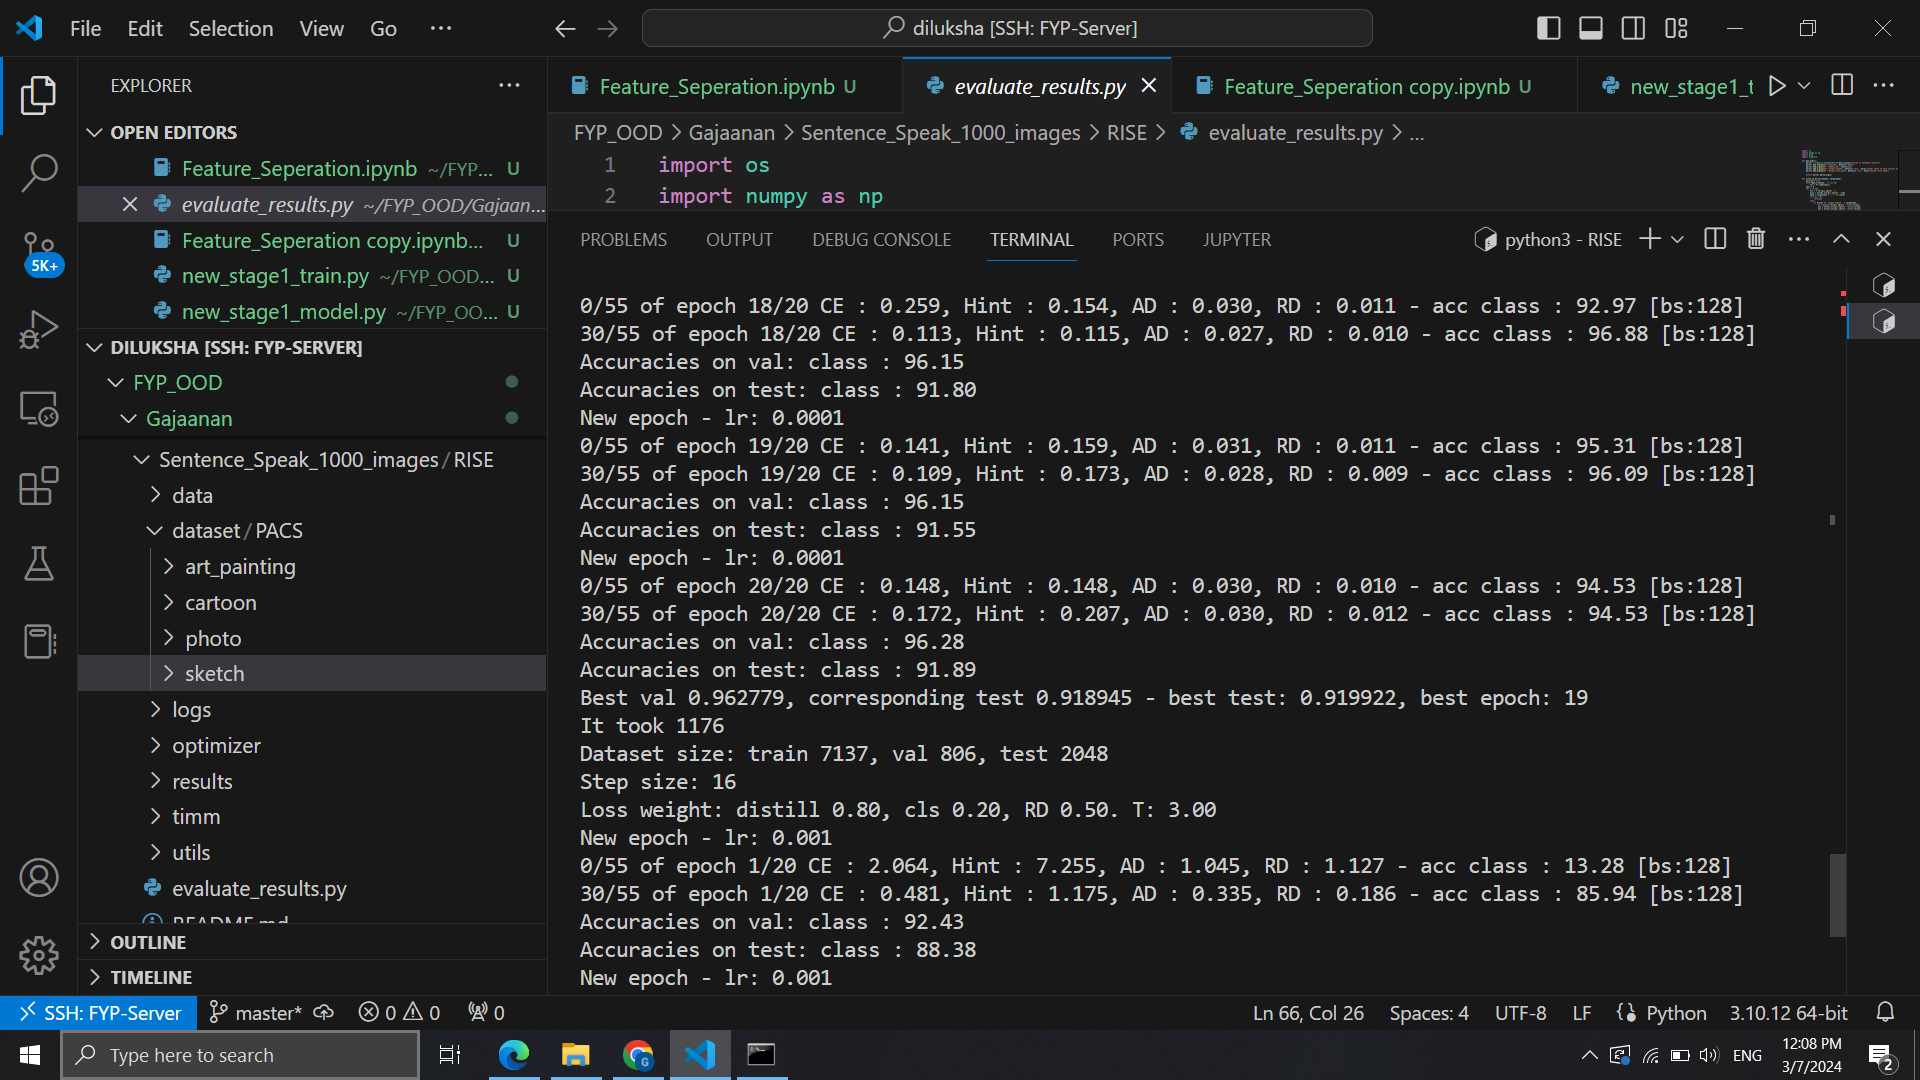 File Edit Selection View Go ···
diluksha [SSH: FYP-Server]
EXPLORER
OPEN EDITORS
Feature_Seperation.ipynb ~/FYP... U
evaluate_results.py ~/FYP_OOD/Gajaan...
Feature_Seperation copy.ipynb... U
new_stage1_train.py ~/FYP_OOD... U
new_stage1_model.py ~/FYP_OO... U
DILUKSHA [SSH: FYP-SERVER]
FYP_OOD
Gajaanan
Sentence_Speak_1000_images/RISE
data
dataset/PACS
art_painting
cartoon
photo
sketch
logs
optimizer
results
timm
utils
evaluate_results.py
README.md
OUTLINE
TIMELINE
5K+
Feature_Seperation.ipynb U
evaluate_results.py
Feature_Seperation copy.ipynb U
new_stage1_t
FYP_OOD > Gajaanan > Sentence_Speak_1000_images > RISE > evaluate_results.py > ...
1 import os
2 import numpy as np
PROBLEMS OUTPUT DEBUG CONSOLE TERMINAL PORTS JUPYTER
python3 - RISE
0/55 of epoch 18/20 CE : 0.259, Hint : 0.154, AD : 0.030, RD : 0.011 - acc class : 92.97 [bs:128]
30/55 of epoch 18/20 CE : 0.113, Hint : 0.115, AD : 0.027, RD : 0.010 - acc class : 96.88 [bs:128]
Accuracies on val: class : 96.15
Accuracies on test: class : 91.80
New epoch - lr: 0.0001
0/55 of epoch 19/20 CE : 0.141, Hint : 0.159, AD : 0.031, RD : 0.011 - acc class : 95.31 [bs:128]
30/55 of epoch 19/20 CE : 0.109, Hint : 0.173, AD : 0.028, RD : 0.009 - acc class : 96.09 [bs:128]
Accuracies on val: class : 96.15
Accuracies on test: class : 91.55
New epoch - lr: 0.0001
0/55 of epoch 20/20 CE : 0.148, Hint : 0.148, AD : 0.030, RD : 0.010 - acc class : 94.53 [bs:128]
30/55 of epoch 20/20 CE : 0.172, Hint : 0.207, AD : 0.030, RD : 0.012 - acc class : 94.53 [bs:128]
Accuracies on val: class : 96.28
Accuracies on test: class : 91.89
Best val 0.962779, corresponding test 0.918945 - best test: 0.919922, best epoch: 19
It took 1176
Dataset size: train 7137, val 806, test 2048
Step size: 16
Loss weight: distill 0.80, cls 0.20, RD 0.50. T: 3.00
New epoch - lr: 0.001
0/55 of epoch 1/20 CE : 2.064, Hint : 7.255, AD : 1.045, RD : 1.127 - acc class : 13.28 [bs:128]
30/55 of epoch 1/20 CE : 0.481, Hint : 1.175, AD : 0.335, RD : 0.186 - acc class : 85.94 [bs:128]
Accuracies on val: class : 92.43
Accuracies on test: class : 88.38
New epoch - lr: 0.001
SSH: FYP-Server master* 0 0 0 Ln 66, Col 26 Spaces: 4 UTF-8 LF Python 3.10.12 64-bit
Type here to search
ENG
12:08 PM
3/7/2024
2